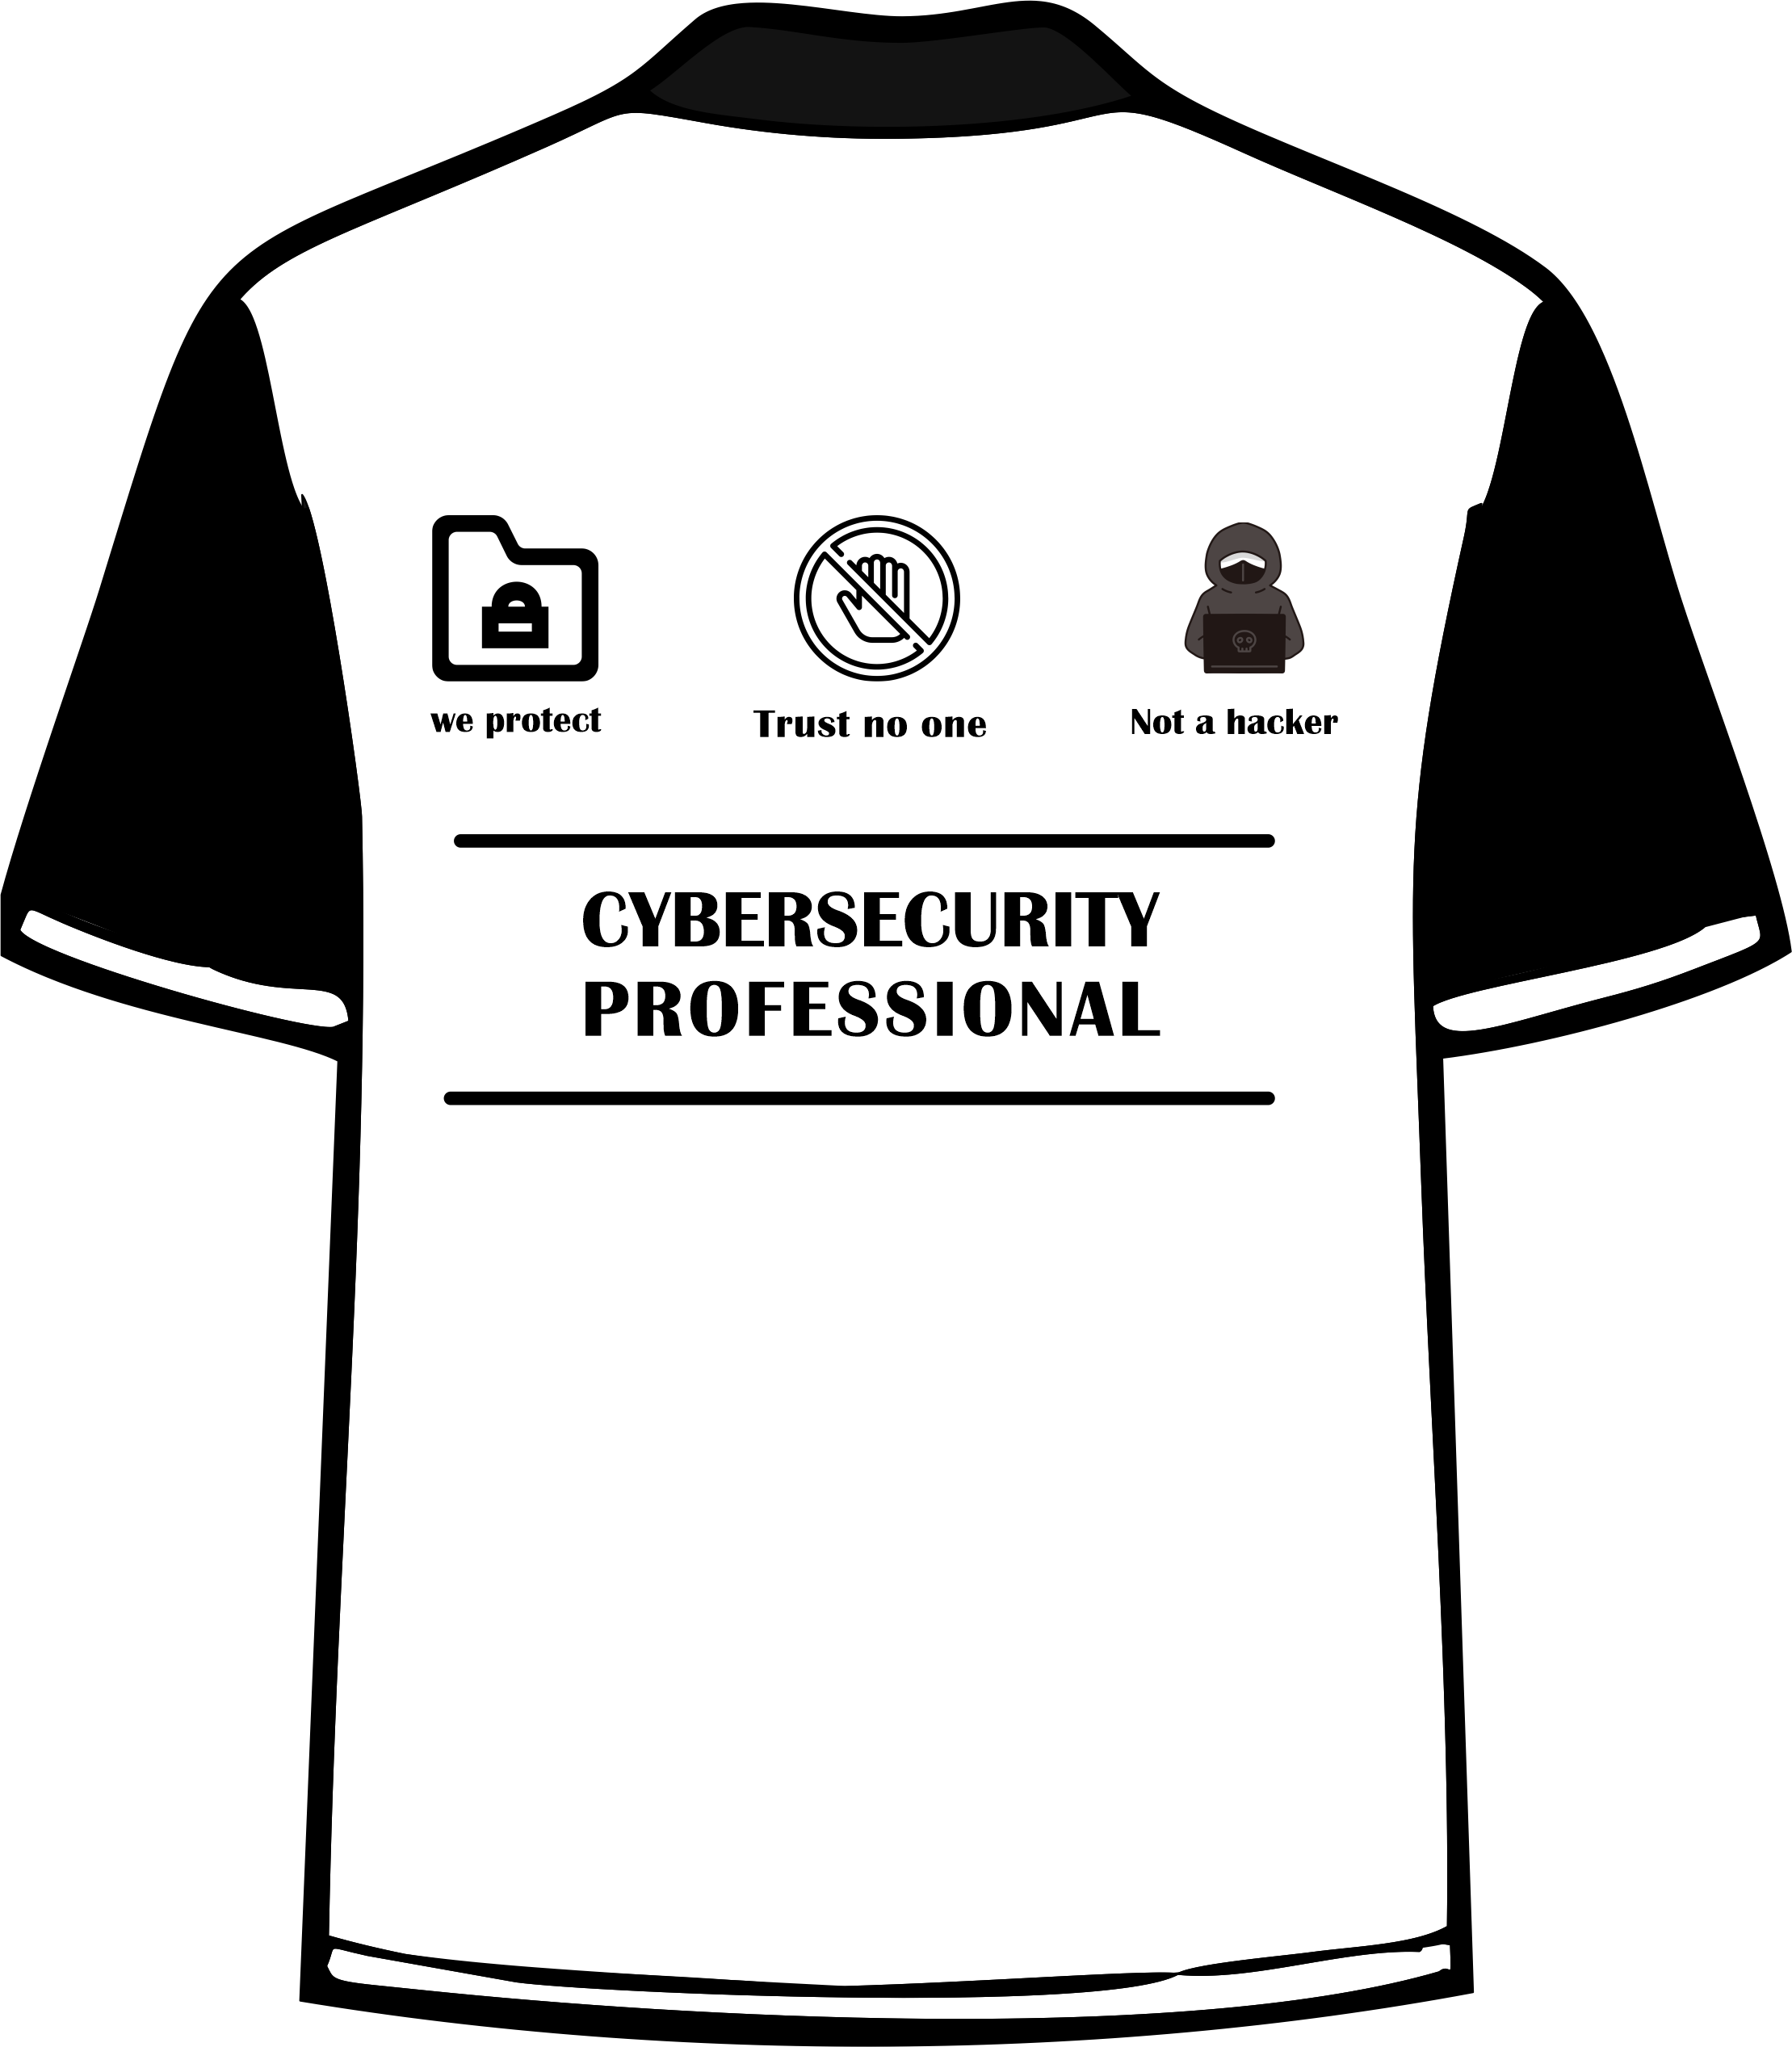 we protect
Trust no one
Not a hacker
CYBERSECURITY
PROFESSIONAL